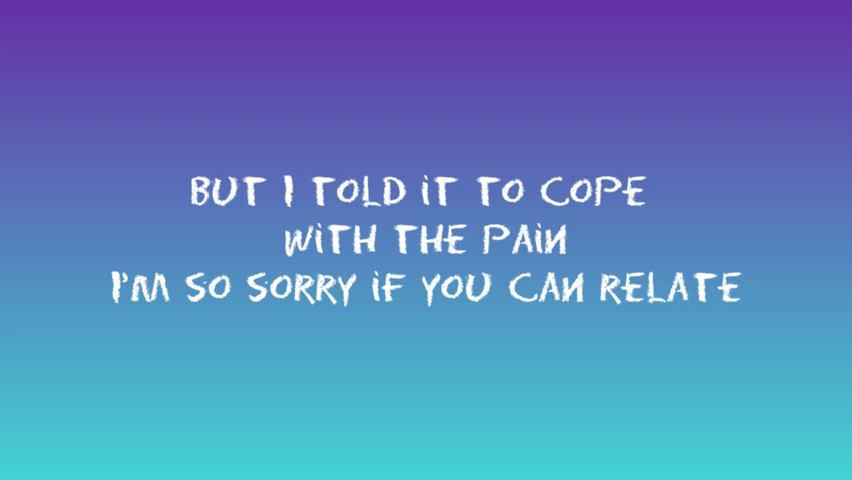 BUT I TOLD iT TO COPE
WiTH THE PAiN
I'M SO SORRY iF YOU CAN RELATE